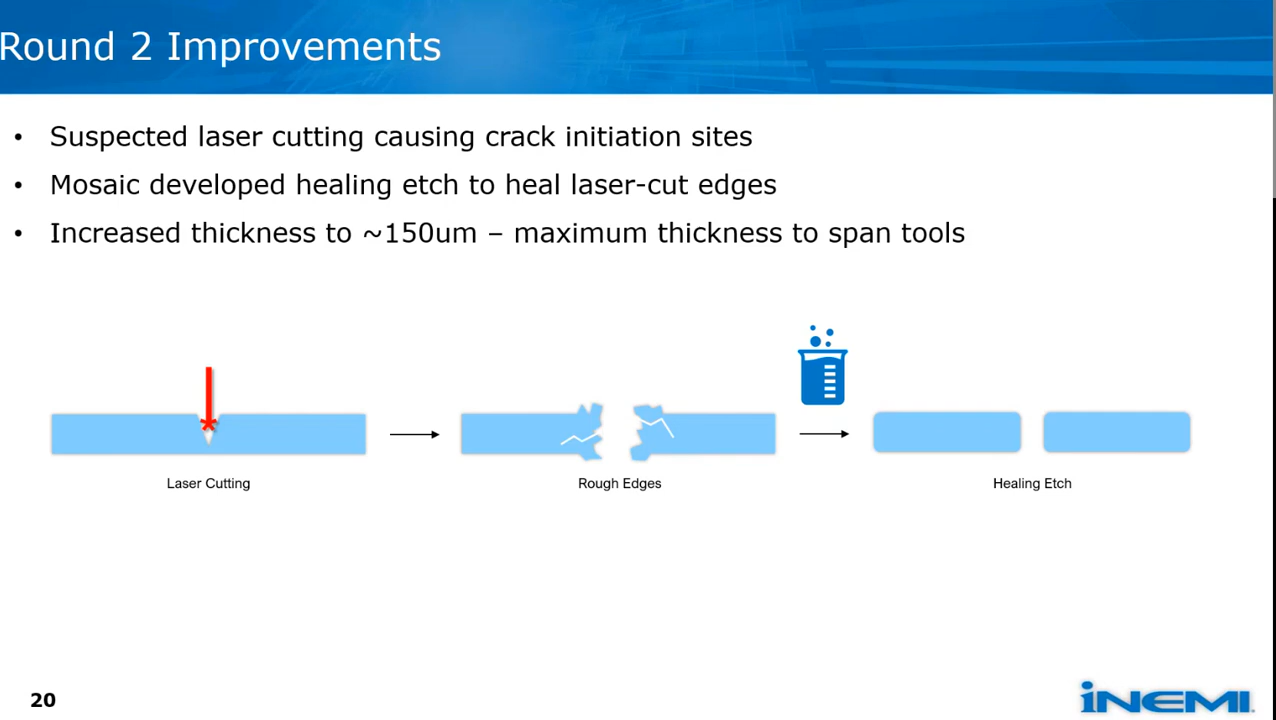 Round 2 Improvements
• Suspected laser cutting causing crack initiation sites
• Mosaic developed healing etch to heal laser-cut edges
• Increased thickness to ~150um – maximum thickness to span tools
Laser Cutting
Rough Edges
Healing Etch
20
iNEMI.